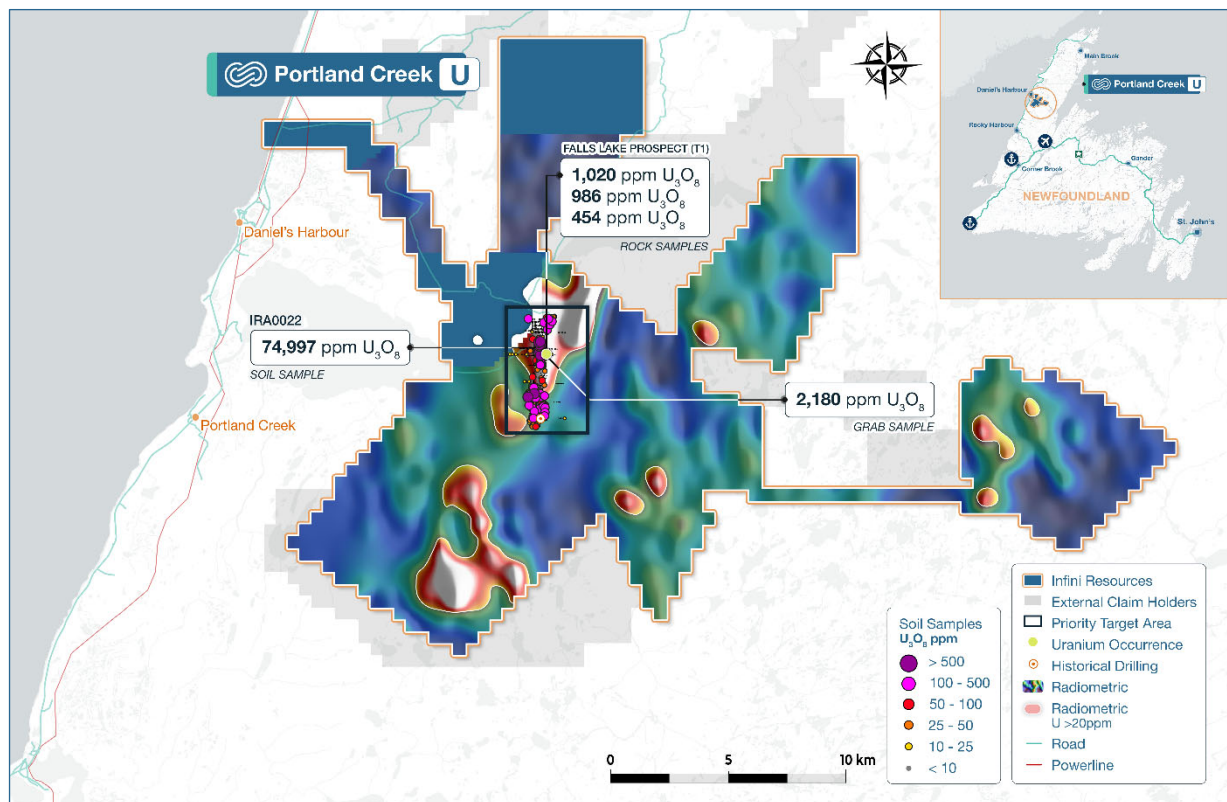 Portland Creek U
FALLS LAKE PROSPECT (T1)
1,020 ppm U₃O₈
986 ppm U₃O₈
454 ppm U₃O₈
ROCK SAMPLES
Daniel's Harbour
IRA0022
74,997 ppm U₃O₈
SOIL SAMPLE
2,180 ppm U₃O₈
GRAB SAMPLE
Portland Creek
Main Brook
Portland Creek U
Daniel's Harbour
Rocky Harbour
Gander
Corner Brook
NEWFOUNDLAND
St. John's
Soil Samples
U₃O₈ ppm
> 500
100 - 500
50 - 100
25 - 50
10 - 25
< 10
Infini Resources
External Claim Holders
Priority Target Area
Uranium Occurrence
Historical Drilling
Radiometric
Radiometric
U >20ppm
Road
Powerline
0 5 10 km